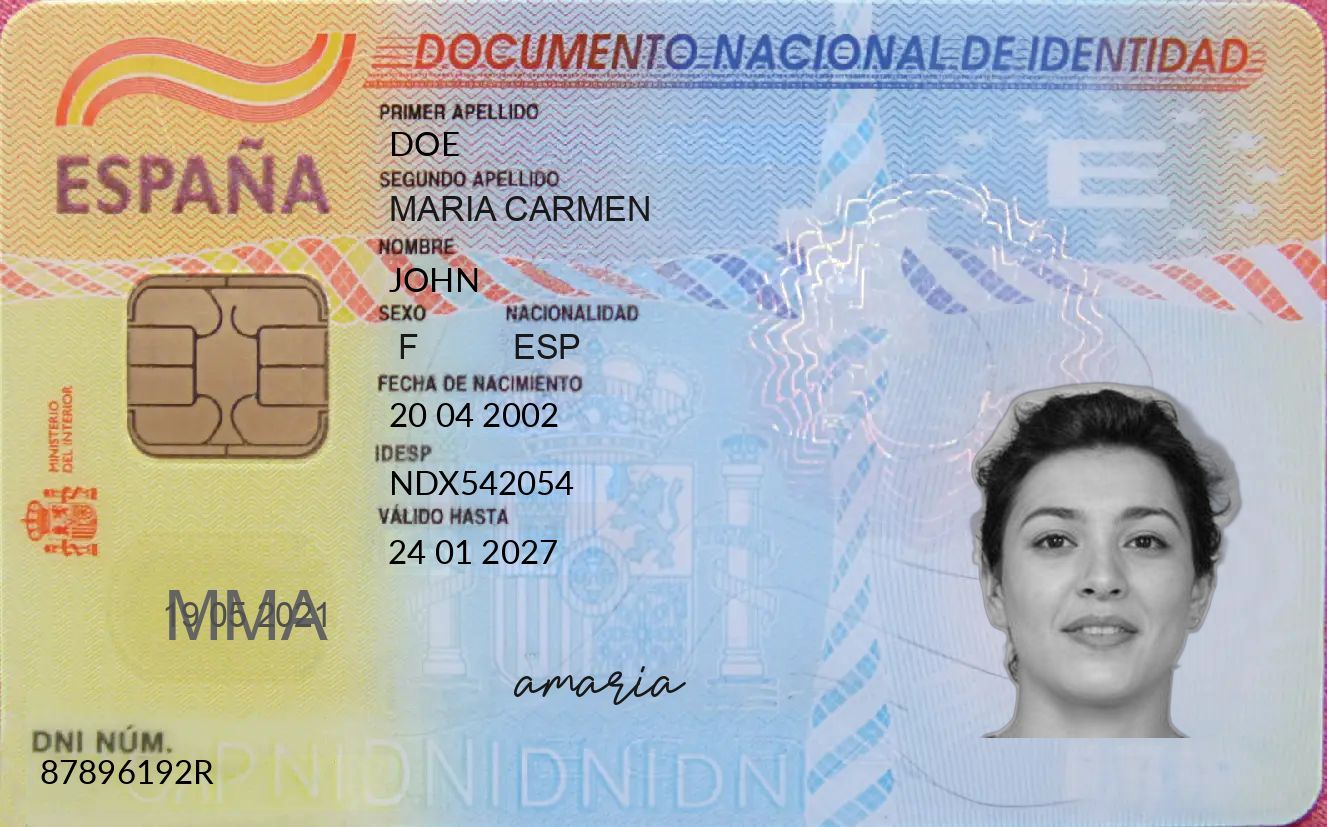 DOCUMENTO NACIONAL DE IDENTIDAD
ESPAÑA
PRIMER APELLIDO
DOE
SEGUNDO APELLIDO
MARIA CARMEN
NOMBRE
JOHN
SEXO NACIONALIDAD
F ESP
FECHA DE NACIMIENTO
20 04 2002
IDESP
NDX542054
VÁLIDO HASTA
24 01 2027
MINISTERIO
DEL INTERIOR
E
MMA
19 05 2021
amaria
DNI NÚM.
87896192R